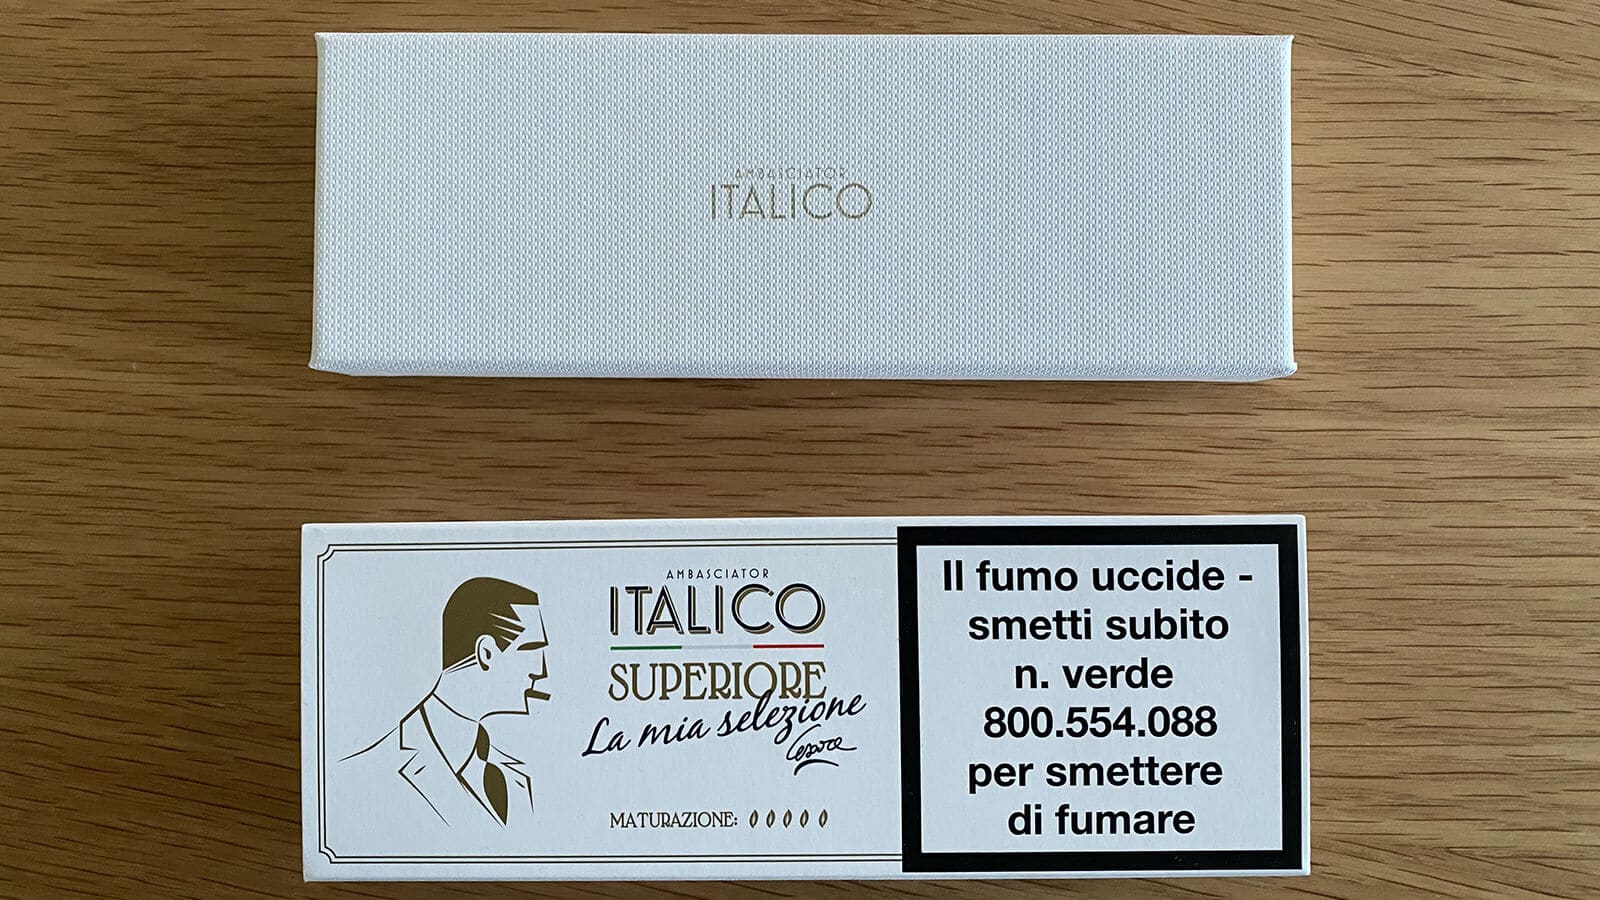 AMBASCIATOR
ITALICO
AMBASCIATOR
ITALICO
SUPERIORE
La mia selezione
Cesare
MATURAZIONE:
Il fumo uccide -
smetti subito
n. verde
800.554.088
per smettere
di fumare